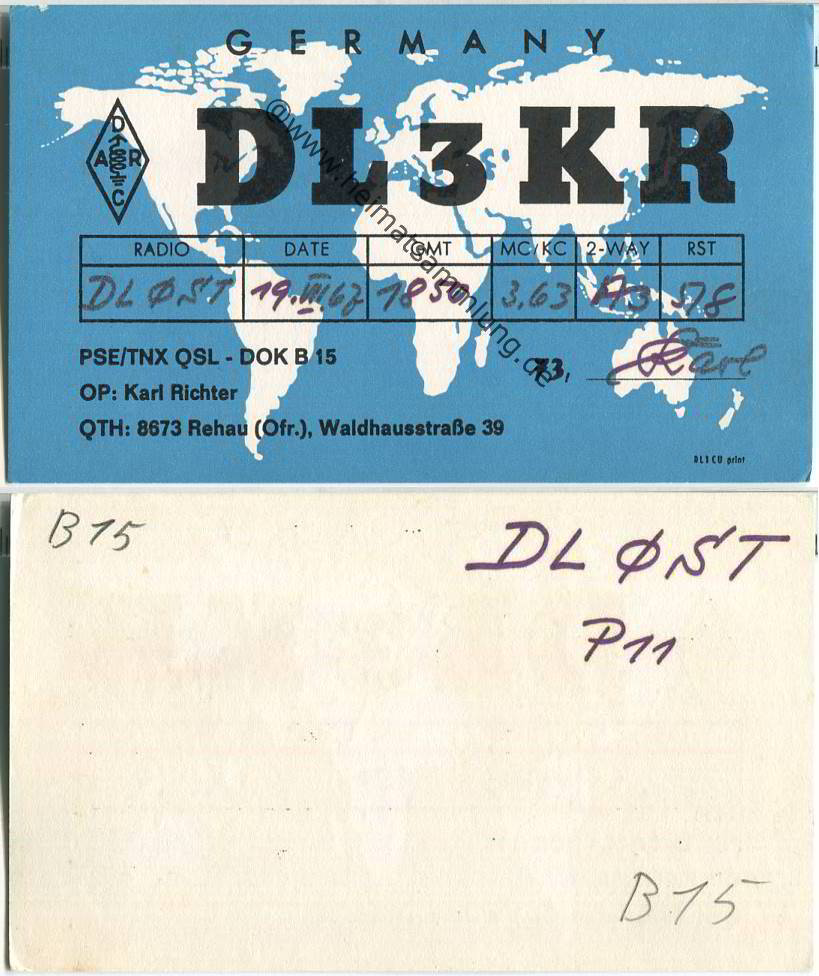 GERMANY
DARC
DL3KR
RADIO DATE GMT MC/KC 2-WAY RST
DL ØST 19.VIII 67 1850 3,63 A3 578
PSE/TNX QSL - DOK B 15
73, Karl
OP: Karl Richter
QTH: 8673 Rehau (Ofr.), Waldhausstraße 39
DL1CU print
@www.heimatsammlung.de
B15
DL ØST
P11
B15